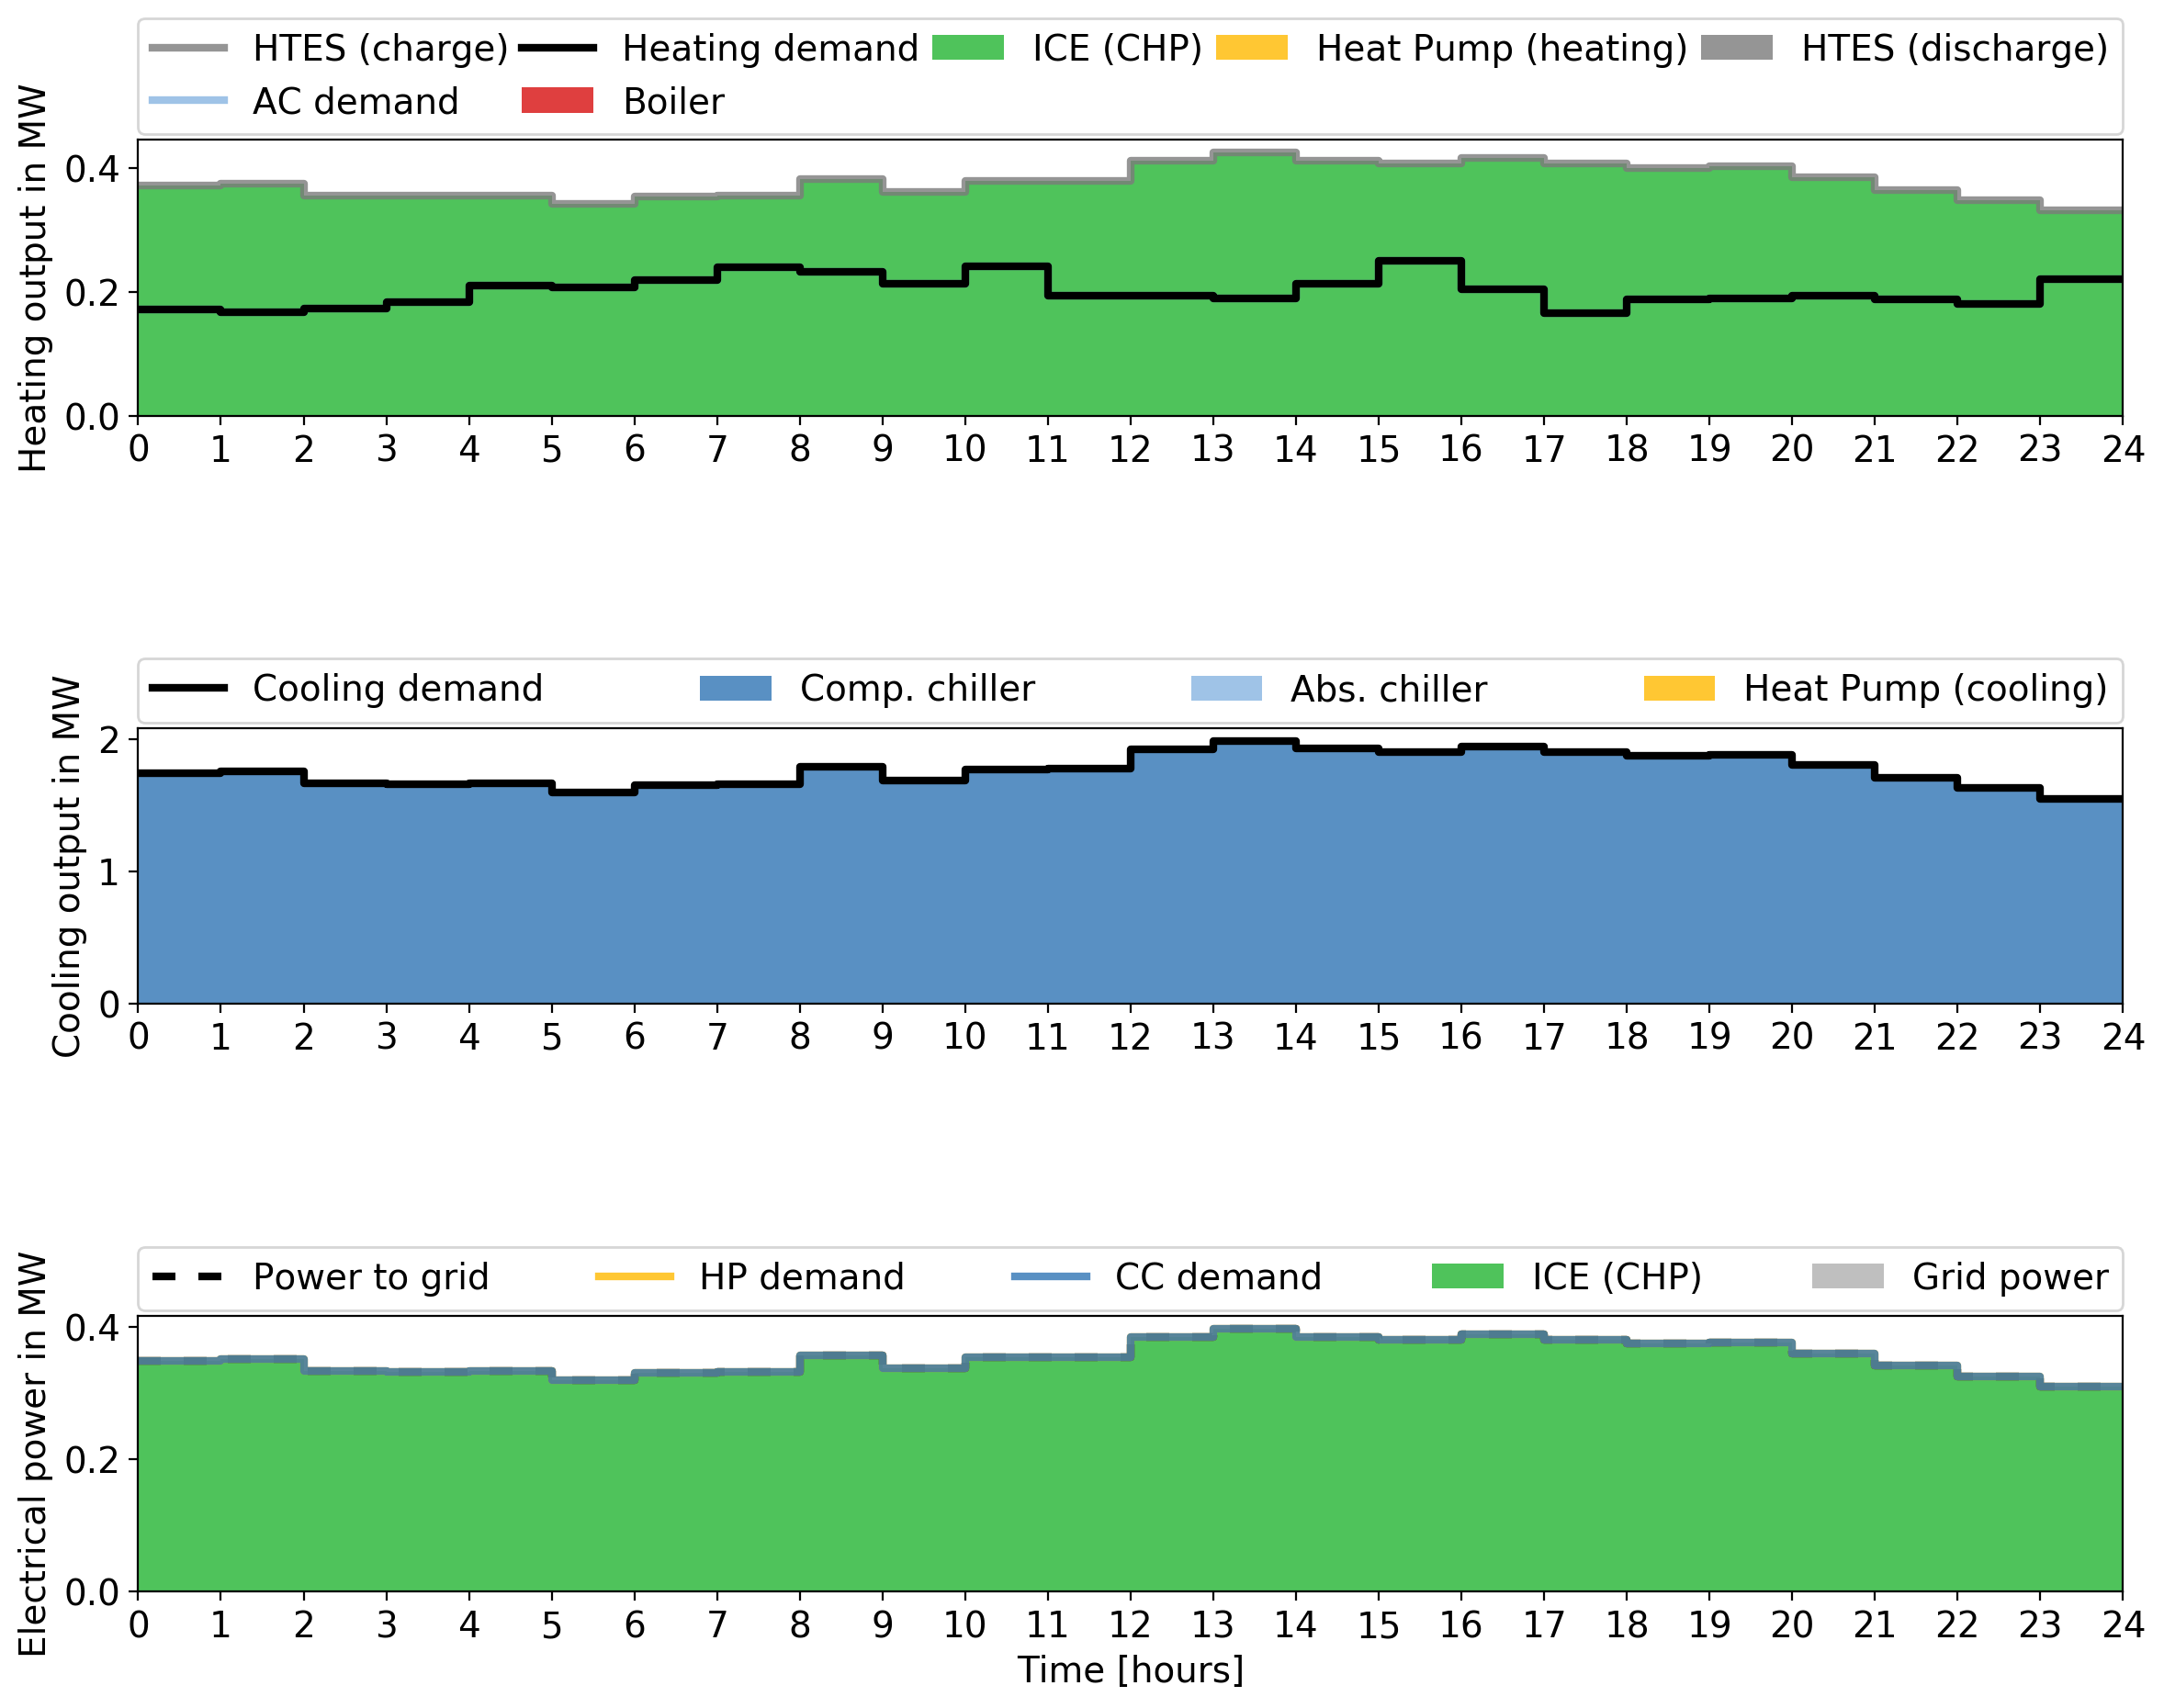 HTES (charge) Heating demand ICE (CHP) Heat Pump (heating) HTES (discharge)
AC demand Boiler
Heating output in MW
0.4
0.2
0.0
0 1 2 3 4 5 6 7 8 9 10 11 12 13 14 15 16 17 18 19 20 21 22 23 24
Cooling demand Comp. chiller Abs. chiller Heat Pump (cooling)
Cooling output in MW
2
1
0
0 1 2 3 4 5 6 7 8 9 10 11 12 13 14 15 16 17 18 19 20 21 22 23 24
Power to grid HP demand CC demand ICE (CHP) Grid power
Electrical power in MW
0.4
0.2
0.0
0 1 2 3 4 5 6 7 8 9 10 11 12 13 14 15 16 17 18 19 20 21 22 23 24
Time [hours]